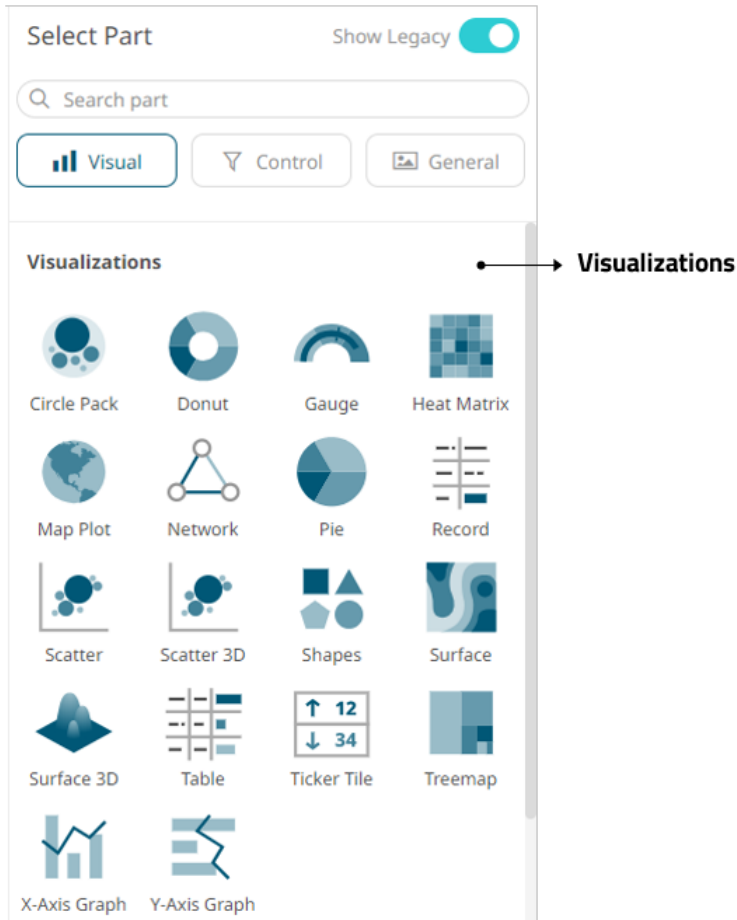 Select Part
Show Legacy
Search part
Visual
Control
General
Visualizations
Visualizations
Circle Pack
Donut
Gauge
Heat Matrix
Map Plot
Network
Pie
Record
Scatter
Scatter 3D
Shapes
Surface
12
34
Surface 3D
Table
Ticker Tile
Treemap
X-Axis Graph
Y-Axis Graph